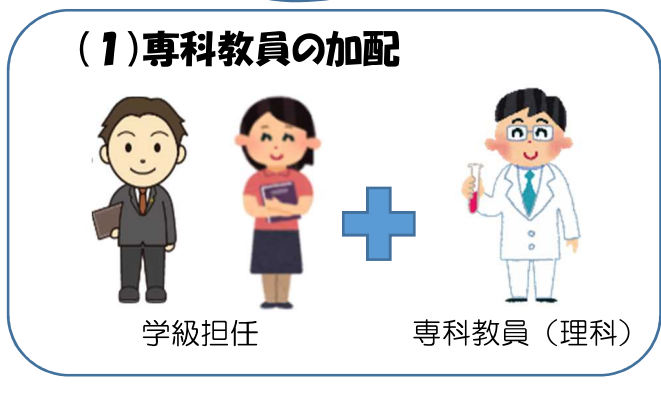 （１）専科教員の加配
学級担任
専科教員（理科）